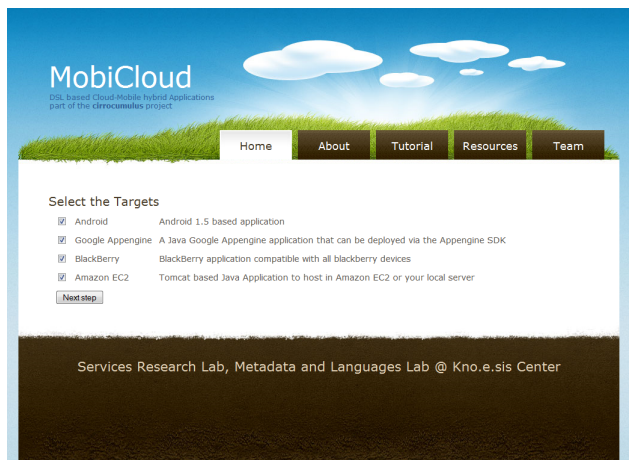 MobiCloud
DSL based Cloud-Mobile hybrid Applications
part of the cirrocumulus project
Home About Tutorial Resources Team
Select the Targets
Android Android 1.5 based application
Google Appengine A Java Google Appengine application that can be deployed via the Appengine SDK
BlackBerry BlackBerry application compatible with all blackberry devices
Amazon EC2 Tomcat based Java Application to host in Amazon EC2 or your local server
Next step
Services Research Lab, Metadata and Languages Lab @ Kno.e.sis Center